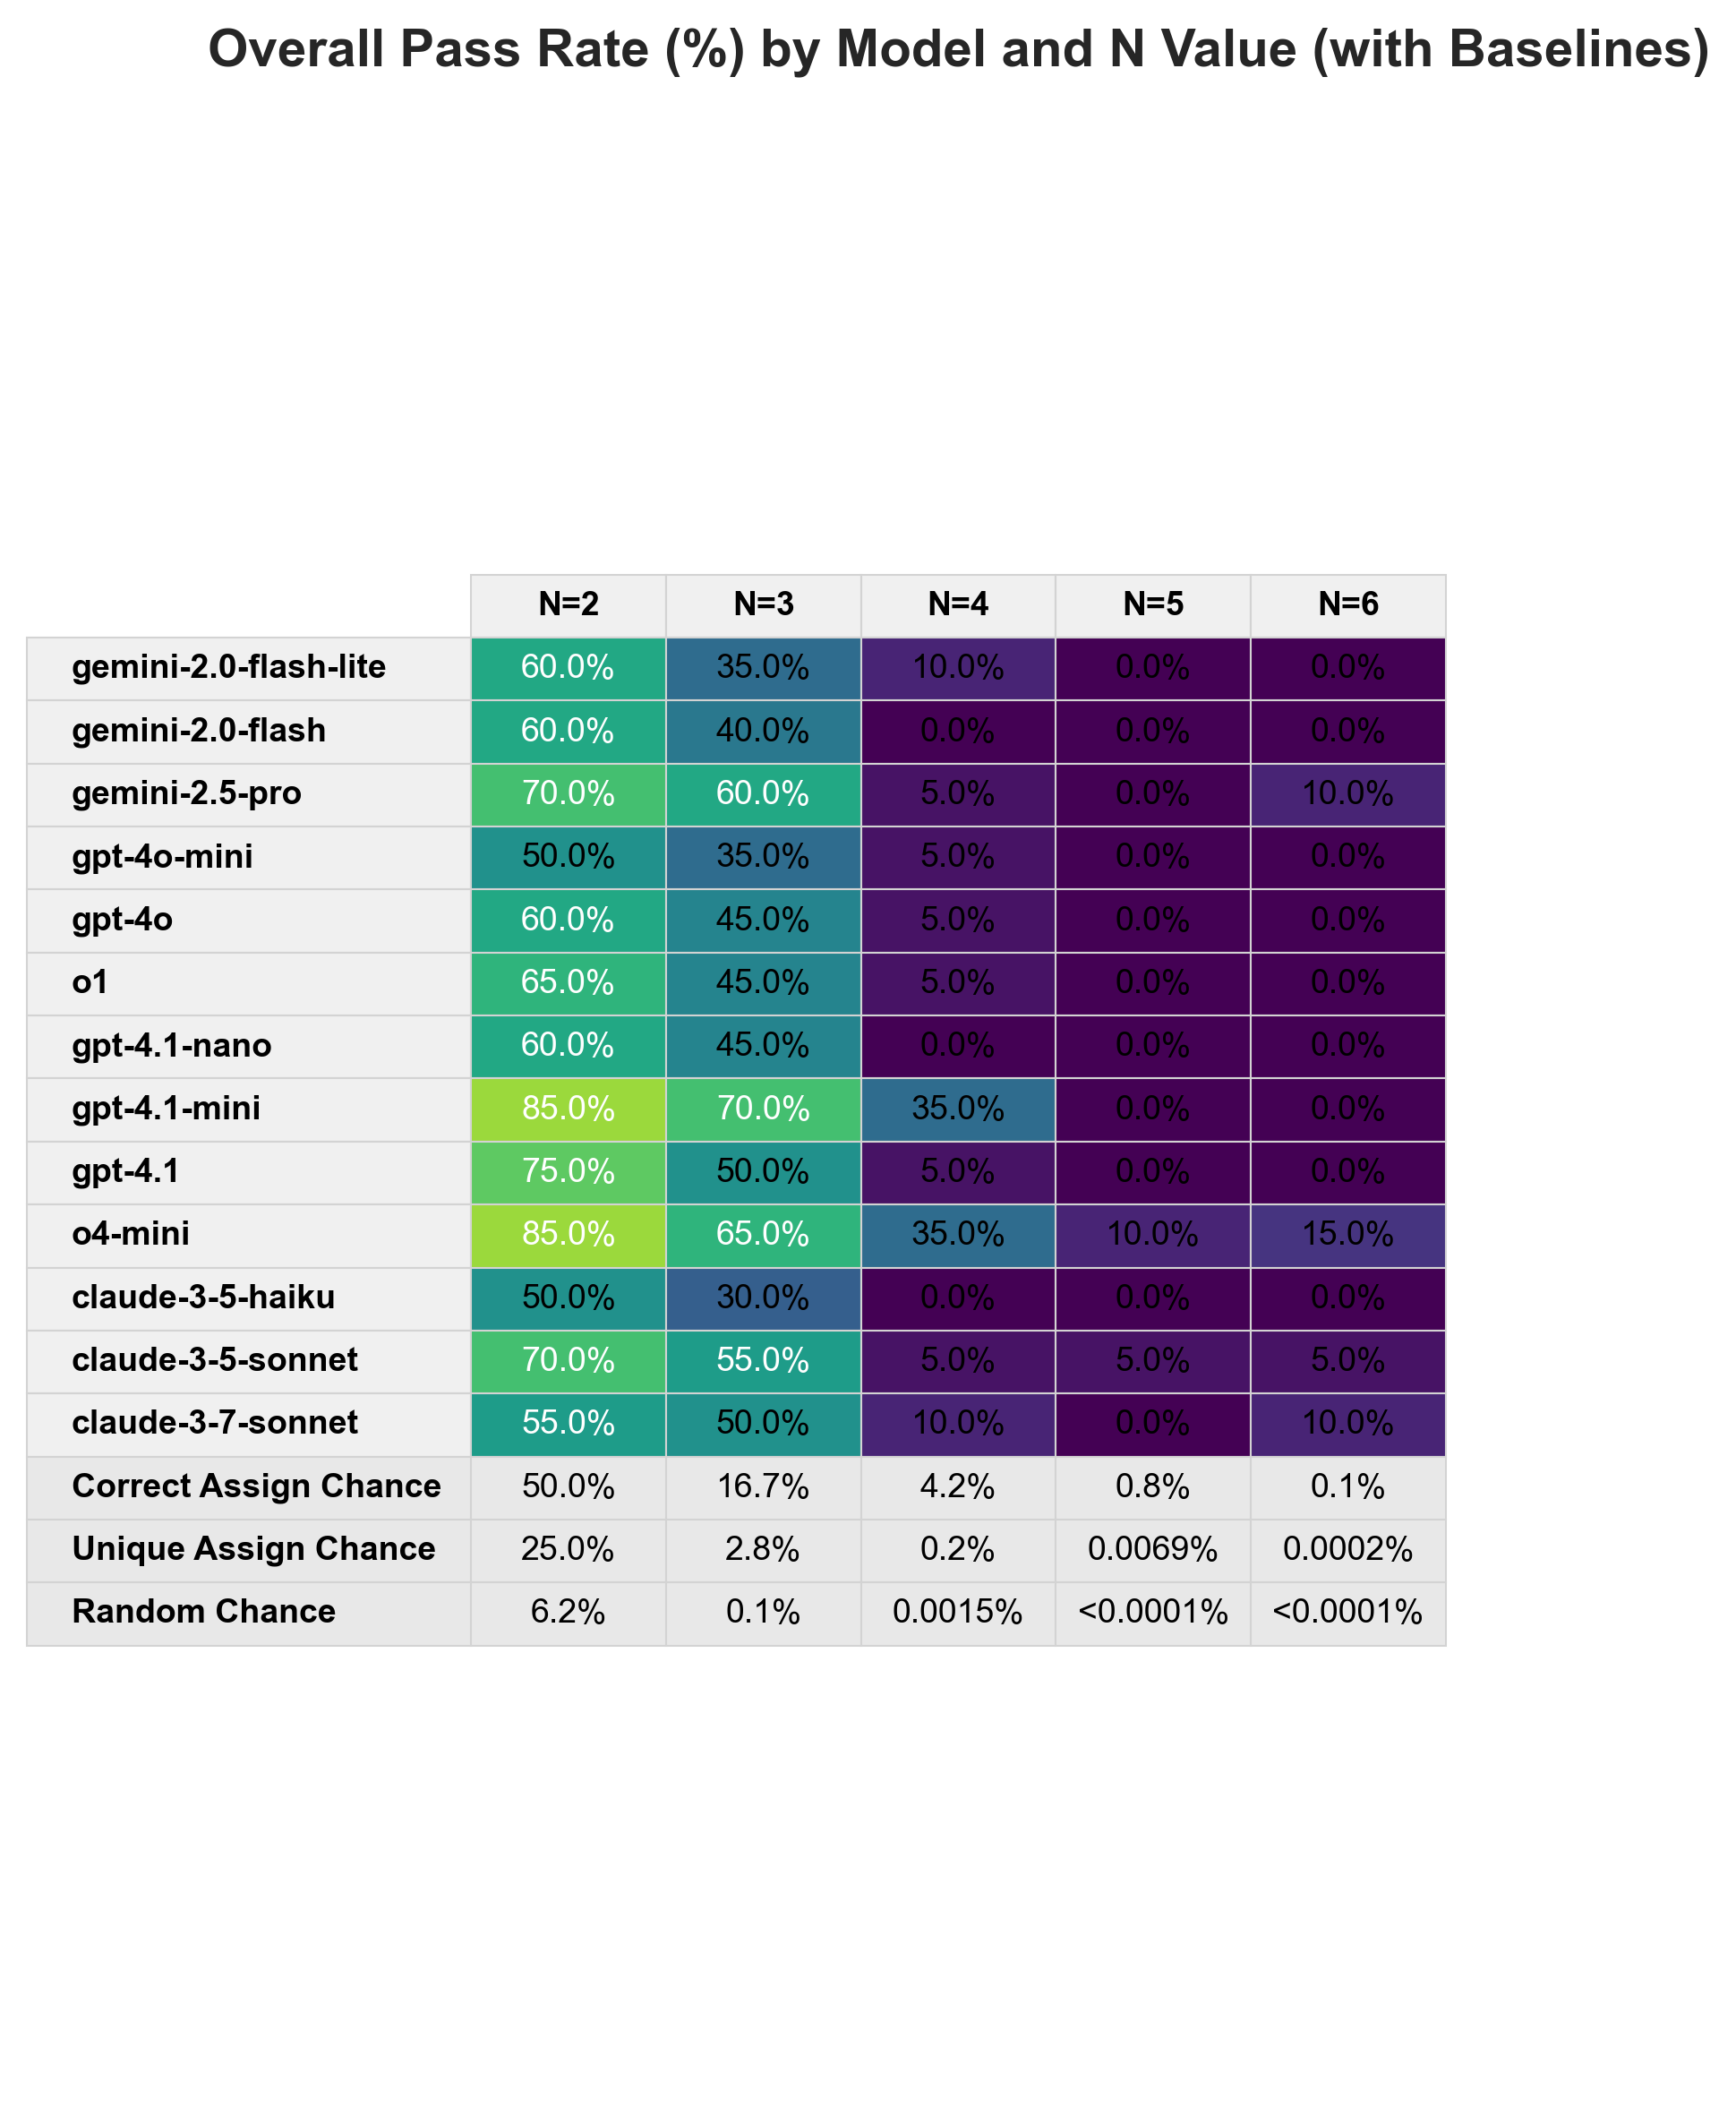 Overall Pass Rate (%) by Model and N Value (with Baselines)
N=2 N=3 N=4 N=5 N=6
gemini-2.0-flash-lite 60.0% 35.0% 10.0% 0.0% 0.0%
gemini-2.0-flash 60.0% 40.0% 0.0% 0.0% 0.0%
gemini-2.5-pro 70.0% 60.0% 5.0% 0.0% 10.0%
gpt-4o-mini 50.0% 35.0% 5.0% 0.0% 0.0%
gpt-4o 60.0% 45.0% 5.0% 0.0% 0.0%
o1 65.0% 45.0% 5.0% 0.0% 0.0%
gpt-4.1-nano 60.0% 45.0% 0.0% 0.0% 0.0%
gpt-4.1-mini 85.0% 70.0% 35.0% 0.0% 0.0%
gpt-4.1 75.0% 50.0% 5.0% 0.0% 0.0%
o4-mini 85.0% 65.0% 35.0% 10.0% 15.0%
claude-3-5-haiku 50.0% 30.0% 0.0% 0.0% 0.0%
claude-3-5-sonnet 70.0% 55.0% 5.0% 5.0% 5.0%
claude-3-7-sonnet 55.0% 50.0% 10.0% 0.0% 10.0%
Correct Assign Chance 50.0% 16.7% 4.2% 0.8% 0.1%
Unique Assign Chance 25.0% 2.8% 0.2% 0.0069% 0.0002%
Random Chance 6.2% 0.1% 0.0015% <0.0001% <0.0001%